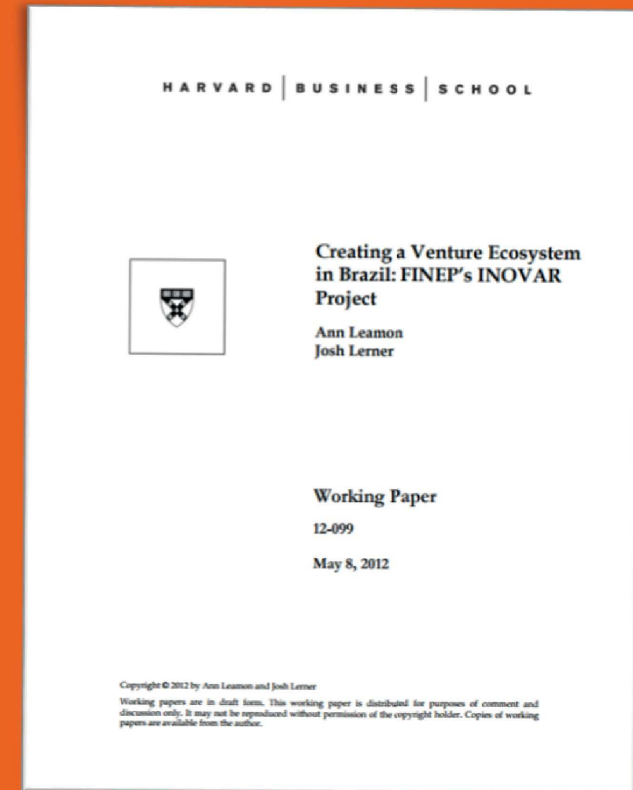 HARVARD | BUSINESS | SCHOOL
Creating a Venture Ecosystem
in Brazil: FINEP's INOVAR
Project
Ann Leamon
Josh Lerner
Working Paper
12-099
May 8, 2012
Copyright © 2012 by Ann Leamon and Josh Lerner
Working papers are in draft form. This working paper is distributed for purposes of comment and
discussion only. It may not be reproduced without permission of the copyright holder. Copies of working
papers are available from the author.